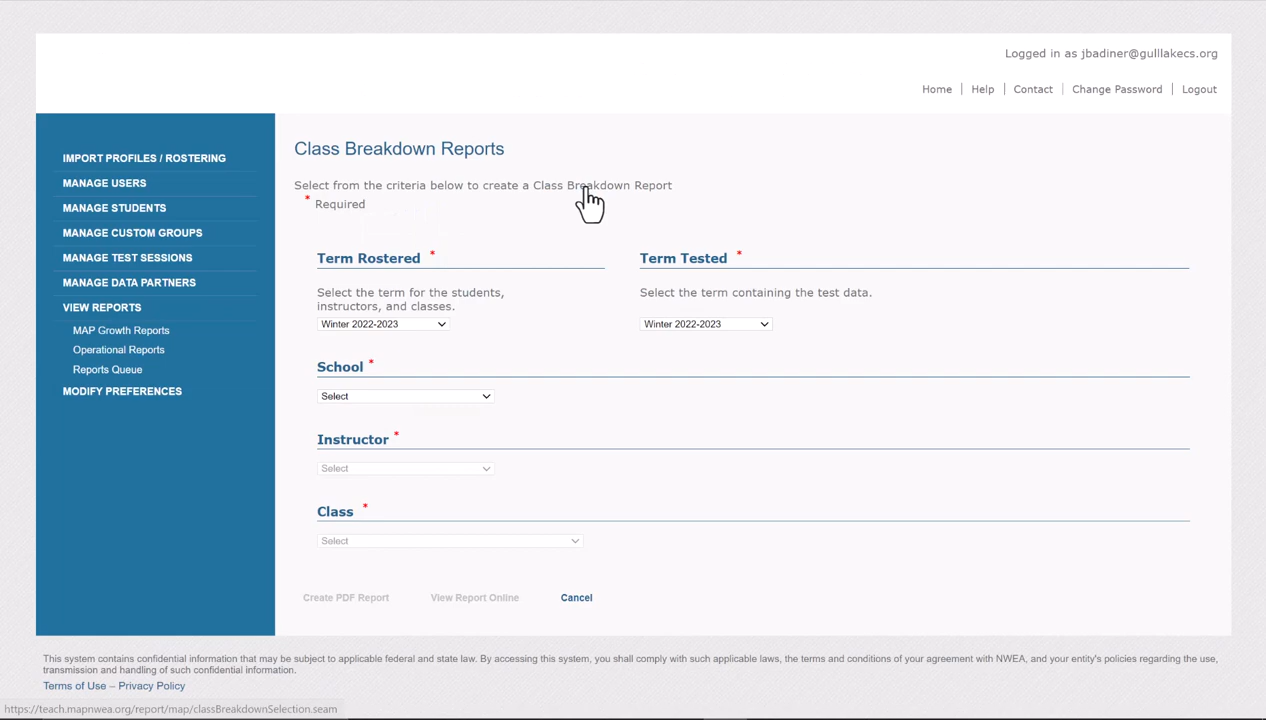 Logged in as jbadiner@gulllakecs.org
Home | Help | Contact | Change Password | Logout
IMPORT PROFILES / ROSTERING
MANAGE USERS
MANAGE STUDENTS
MANAGE CUSTOM GROUPS
MANAGE TEST SESSIONS
MANAGE DATA PARTNERS
VIEW REPORTS
MAP Growth Reports
Operational Reports
Reports Queue
MODIFY PREFERENCES
Class Breakdown Reports
Select from the criteria below to create a Class Breakdown Report
* Required
Term Rostered *
Select the term for the students,
instructors, and classes.
Winter 2022-2023
Term Tested *
Select the term containing the test data.
Winter 2022-2023
School *
Select
Instructor *
Select
Class *
Select
Create PDF Report View Report Online Cancel
This system contains confidential information that may be subject to applicable federal and state law. By accessing this system, you shall comply with such applicable laws, the terms and conditions of your agreement with NWEA, and your entity's policies regarding the use,
transmission and handling of such confidential information.
Terms of Use – Privacy Policy
https://teach.mapnwea.org/report/map/classBreakdownSelection.seam